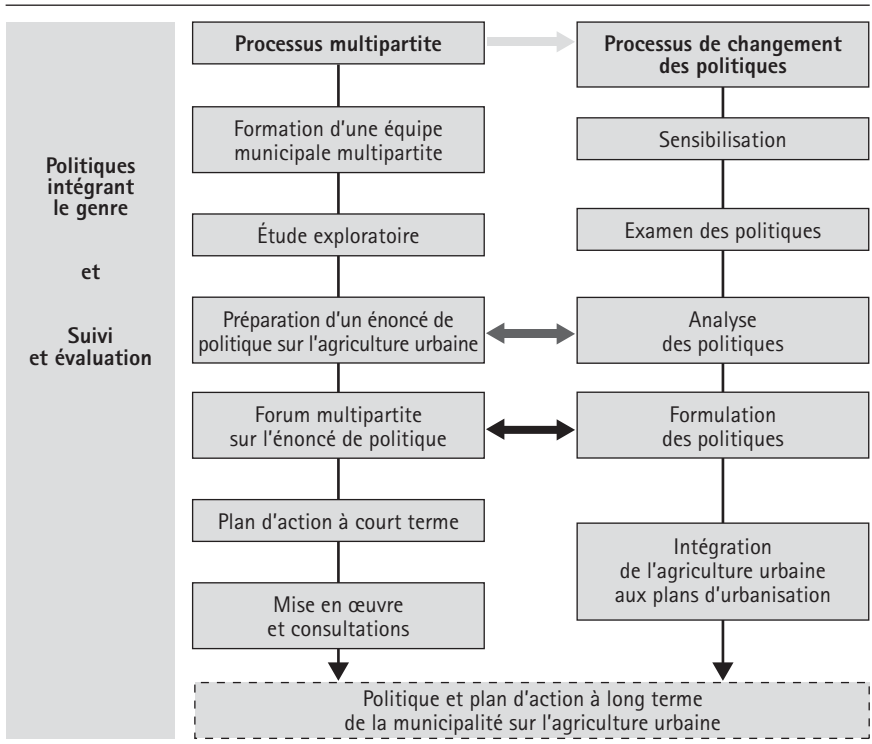 Politiques
intégrant
le genre
et
Suivi
et évaluation
Processus multipartite
Formation d'une équipe
municipale multipartite
Étude exploratoire
Préparation d'un énoncé de
politique sur l'agriculture urbaine
Forum multipartite
sur l'énoncé de politique
Plan d'action à court terme
Mise en œuvre
et consultations
Processus de changement
des politiques
Sensibilisation
Examen des politiques
Analyse
des politiques
Formulation
des politiques
Intégration
de l'agriculture urbaine
aux plans d'urbanisation
Politique et plan d'action à long terme
de la municipalité sur l'agriculture urbaine